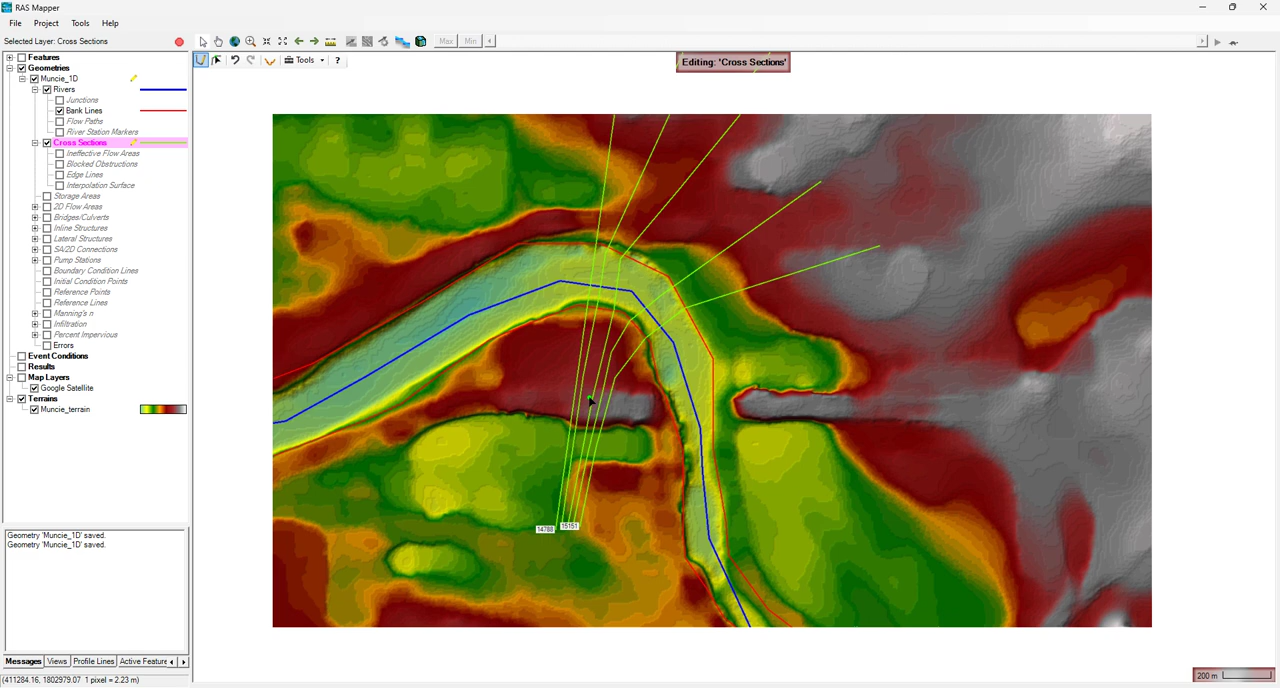 RAS Mapper
File Project Tools Help
Selected Layer: Cross Sections
Max Min
Features
Geometries
Muncie_1D
Rivers
Junctions
Bank Lines
Flow Paths
River Station Markers
Cross Sections
Ineffective Flow Areas
Blocked Obstructions
Edge Lines
Interpolation Surface
Storage Areas
2D Flow Areas
Bridges/Culverts
Inline Structures
Lateral Structures
SA/2D Connections
Pump Stations
Boundary Condition Lines
Initial Condition Points
Reference Points
Reference Lines
Manning's n
Infiltration
Percent Impervious
Errors
Event Conditions
Results
Map Layers
Google Satellite
Terrains
Muncie_terrain
Geometry 'Muncie_1D' saved.
Geometry 'Muncie_1D' saved.
Messages Views Profile Lines Active Feature
(411284.16, 1802979.07 1 pixel = 2.23 m)
Tools ?
Editing: 'Cross Sections'
14788 15151
200 m